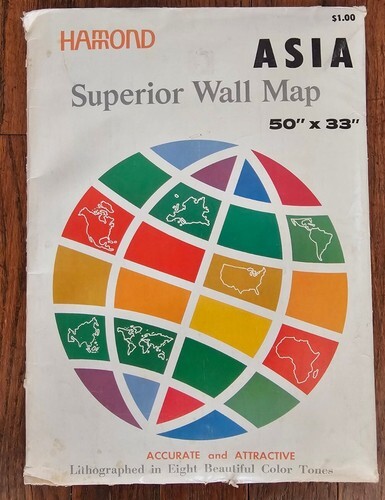 $1.00
HAMMOND
ASIA
Superior Wall Map
50" x 33"
ACCURATE and ATTRACTIVE
Lithographed in Eight Beautiful Color Tones